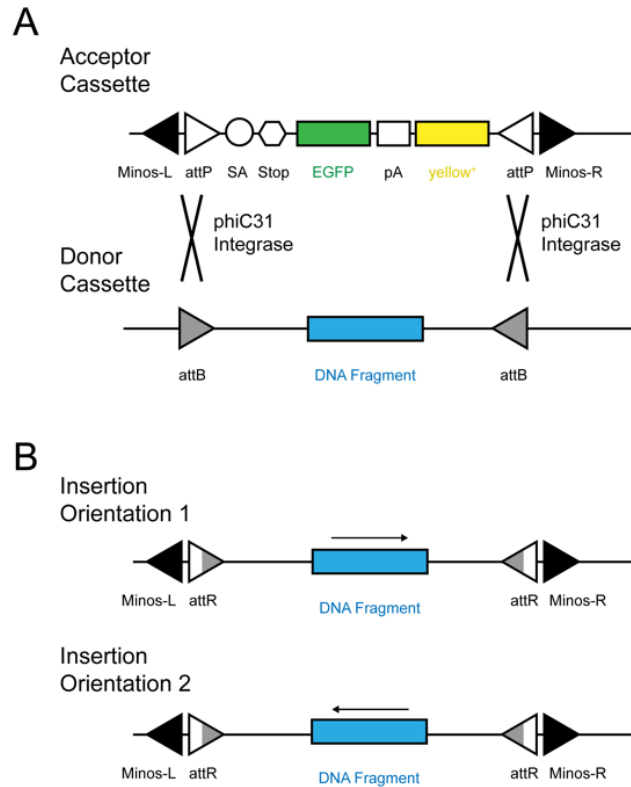 A
Acceptor
Cassette
Minos-L attP SA Stop EGFP pA yellow⁺ attP Minos-R
phiC31
Integrase
phiC31
Integrase
Donor
Cassette
attB DNA Fragment attB
B
Insertion
Orientation 1
Minos-L attR DNA Fragment attR Minos-R
Insertion
Orientation 2
Minos-L attR DNA Fragment attR Minos-R